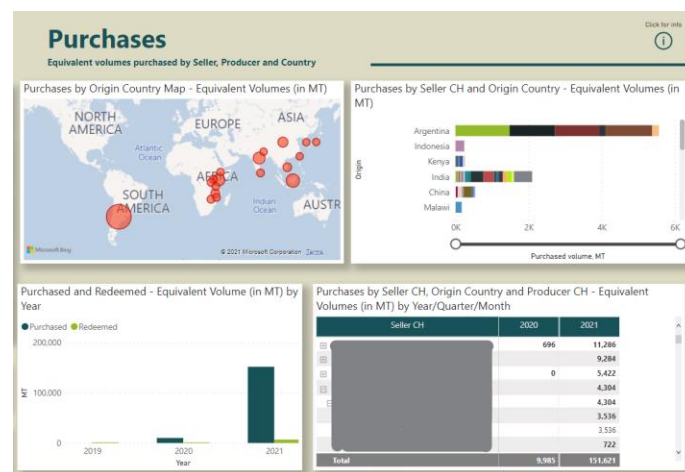 Purchases
Equivalent volumes purchased by Seller, Producer and Country
Click for info
Purchases by Origin Country Map - Equivalent Volumes (in MT)
NORTH
AMERICA
EUROPE
ASIA
Atlantic
Ocean
AFRICA
SOUTH
AMERICA
Indian
Ocean
AUSTR
Microsoft Bing
© 2021 Microsoft Corporation Terms
Purchases by Seller CH and Origin Country - Equivalent Volumes (in
MT)
Origin
Argentina
Indonesia
Kenya
India
China
Malawi
0K 2K 4K 6K
Purchased volume, MT
Purchased and Redeemed - Equivalent Volume (in MT) by
Year
Purchased Redeemed
MT
200.000
100.000
0
2019 2020 2021
Year
Purchases by Seller CH, Origin Country and Producer CH - Equivalent
Volumes (in MT) by Year/Quarter/Month
Seller CH 2020 2021
696 11,286
9,284
0 5,422
4,304
4,304
3,536
3,536
722
Total 9,985 151,621